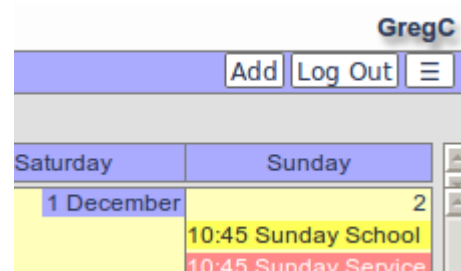 GregC
Add Log Out ☰
Saturday Sunday
1 December 2
10:45 Sunday School
10:45 Sunday Service